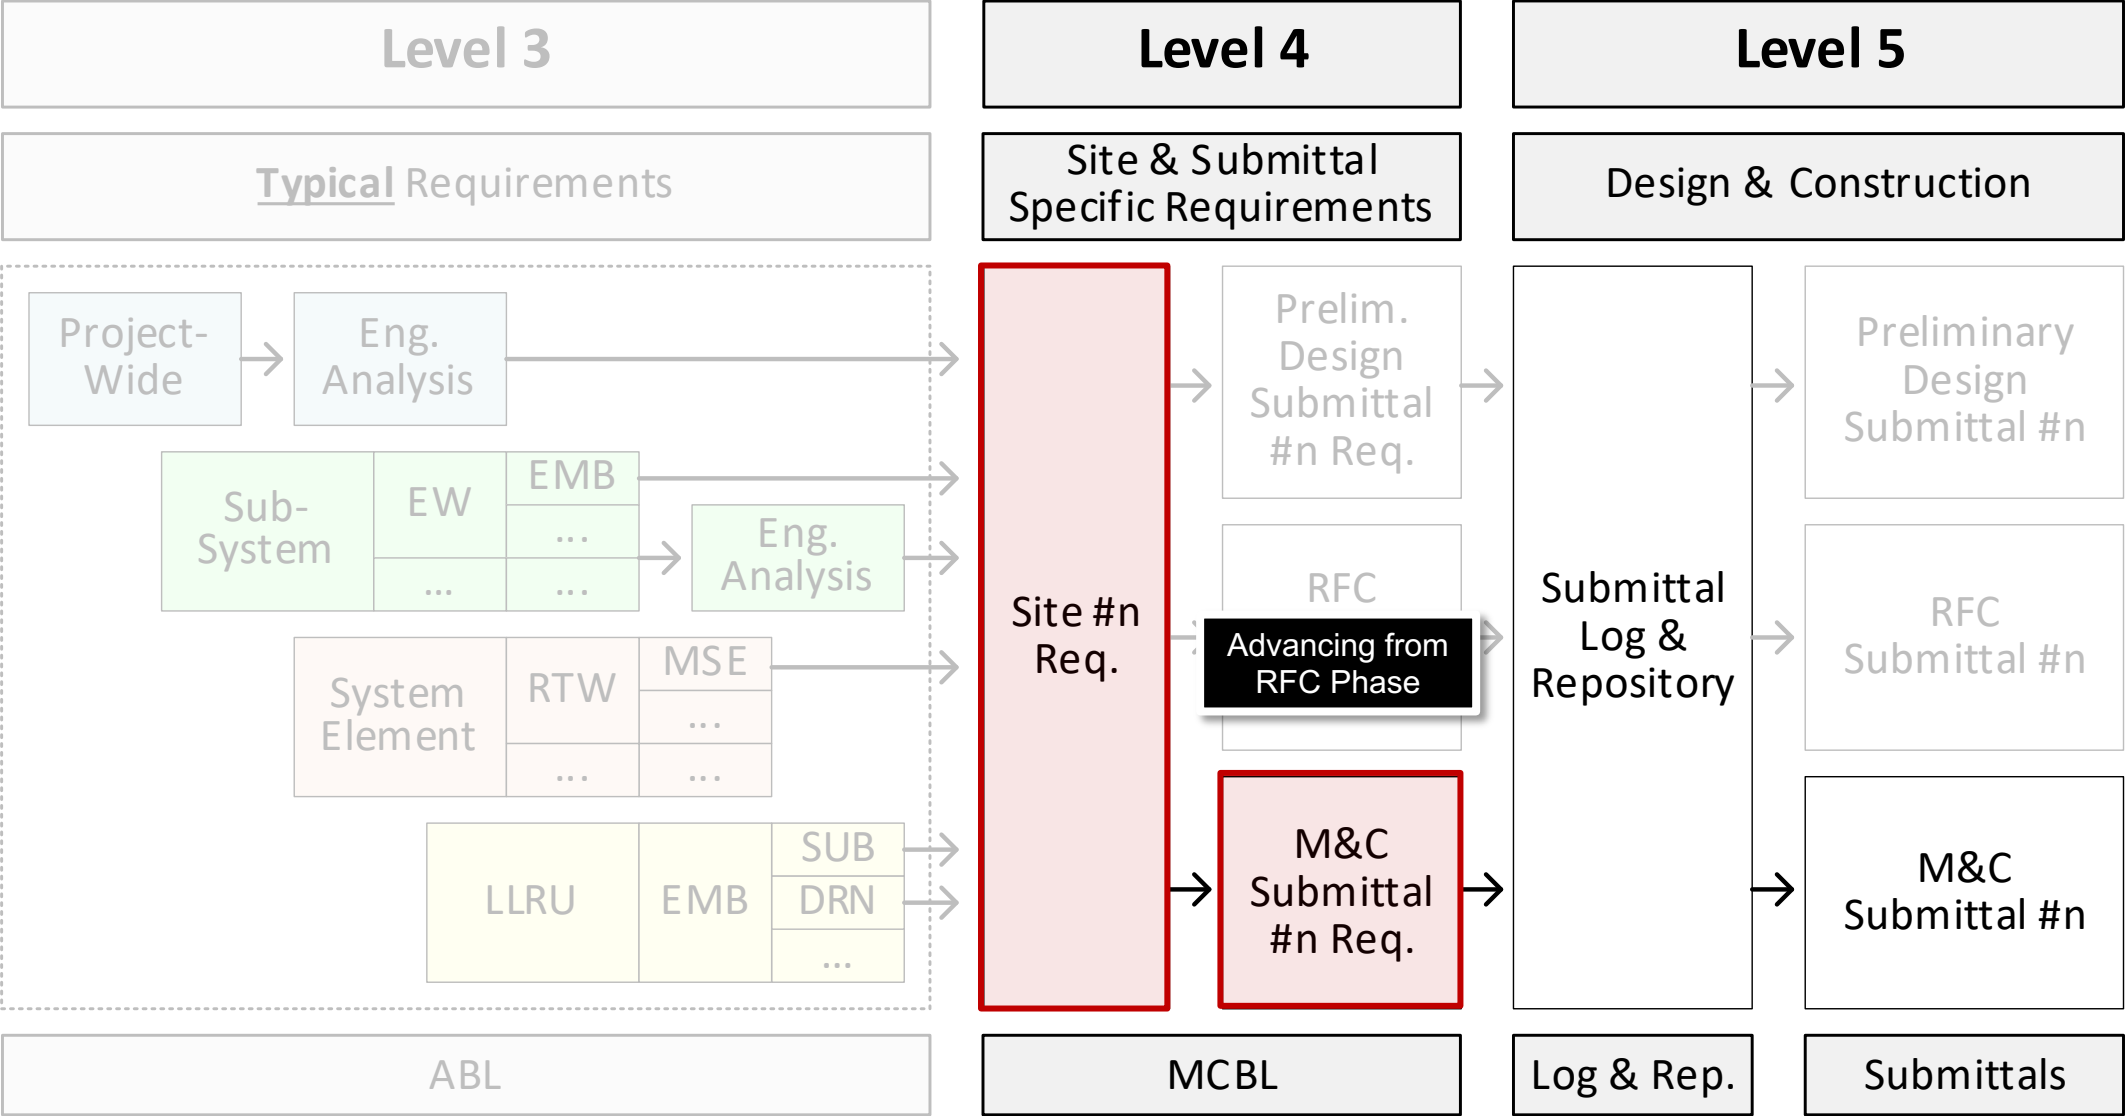 Level 3
Level 4
Level 5
Typical Requirements
Site & Submittal
Specific Requirements
Design & Construction
Project-
Wide
Eng.
Analysis
Sub-
System
EW
EMB
...
...
...
Eng.
Analysis
System
Element
RTW
MSE
...
...
...
LLRU
EMB
SUB
DRN
...
Site #n
Req.
Prelim.
Design
Submittal
#n Req.
RFC
Advancing from
RFC Phase
M&C
Submittal
#n Req.
Submittal
Log &
Repository
Preliminary
Design
Submittal #n
RFC
Submittal #n
M&C
Submittal #n
ABL
MCBL
Log & Rep.
Submittals